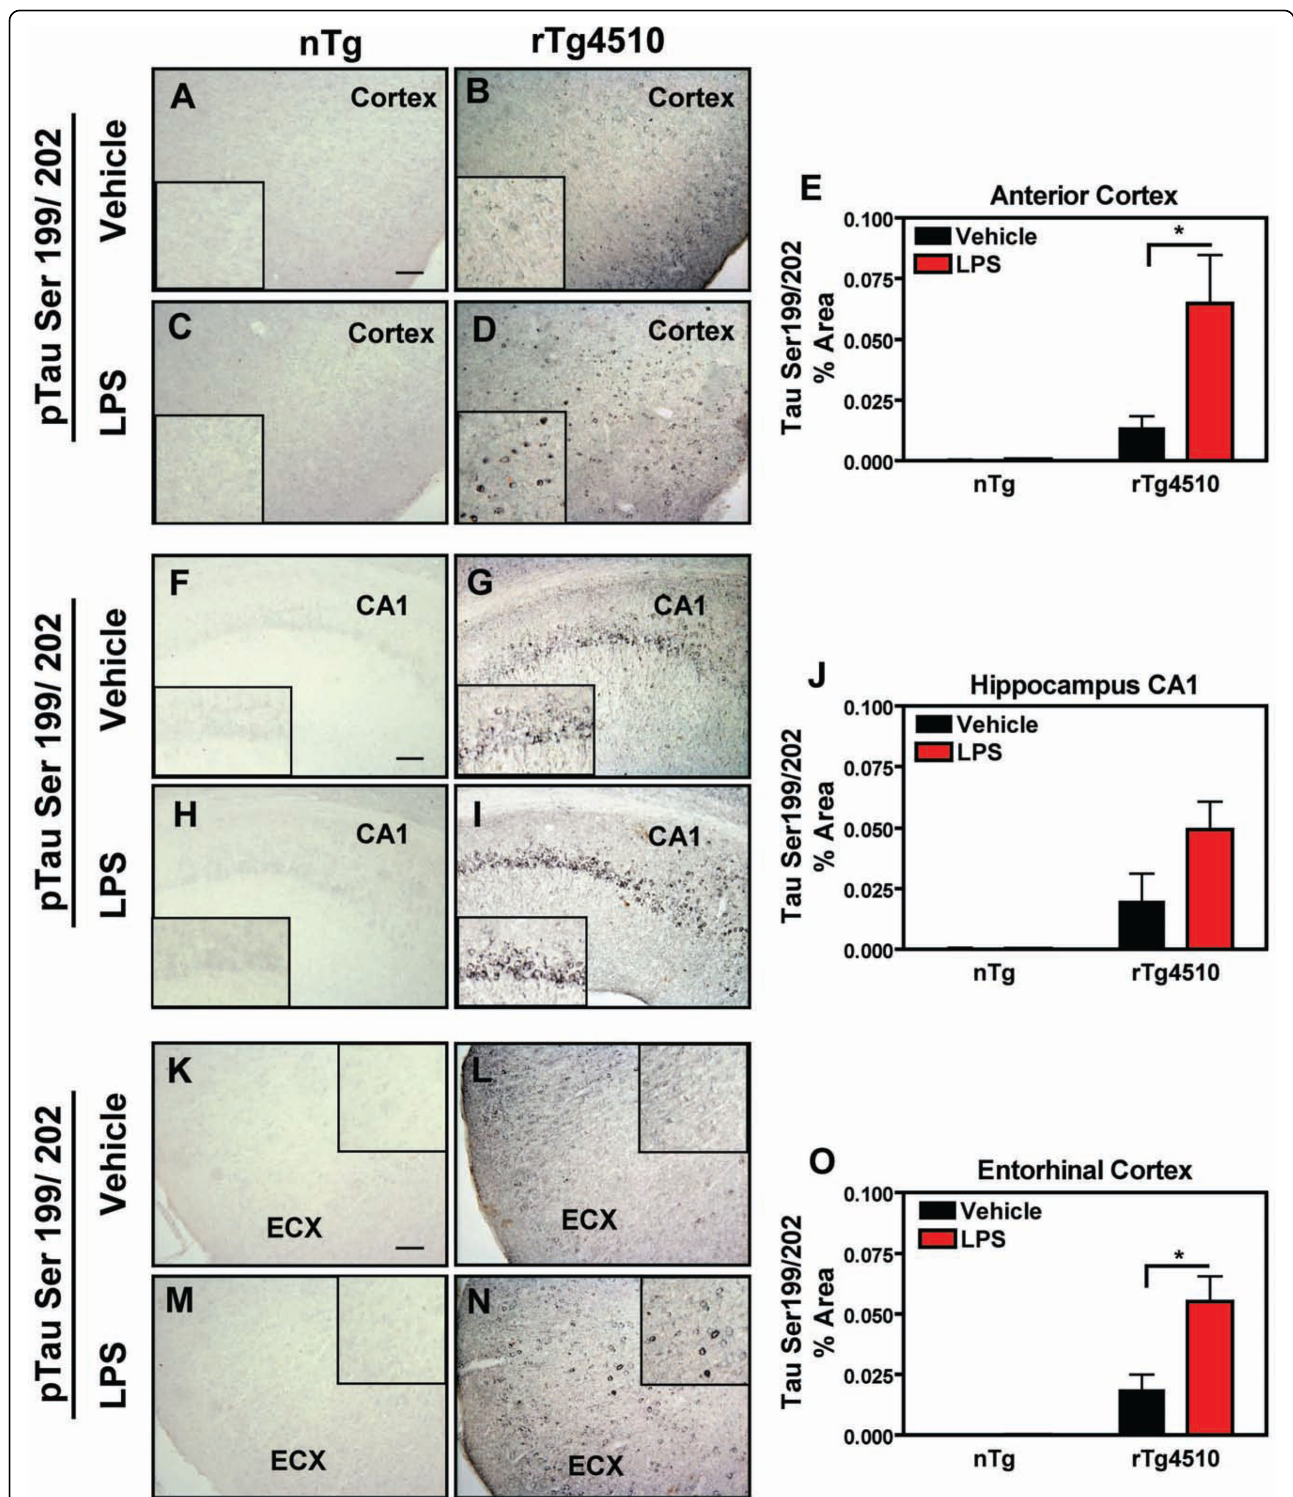 nTg rTg4510
pTau Ser 199/ 202
Vehicle
LPS
A Cortex
B Cortex
C Cortex
D Cortex
E
Anterior Cortex
Tau Ser199/202
% Area
0.100
0.075
0.050
0.025
0.000
Vehicle
LPS
*
nTg rTg4510
pTau Ser 199/ 202
Vehicle
LPS
F CA1
G CA1
H CA1
I CA1
J
Hippocampus CA1
Tau Ser199/202
% Area
0.100
0.075
0.050
0.025
0.000
Vehicle
LPS
nTg rTg4510
pTau Ser 199/ 202
Vehicle
LPS
K ECX
L ECX
M ECX
N ECX
O
Entorhinal Cortex
Tau Ser199/202
% Area
0.100
0.075
0.050
0.025
0.000
Vehicle
LPS
*
nTg rTg4510